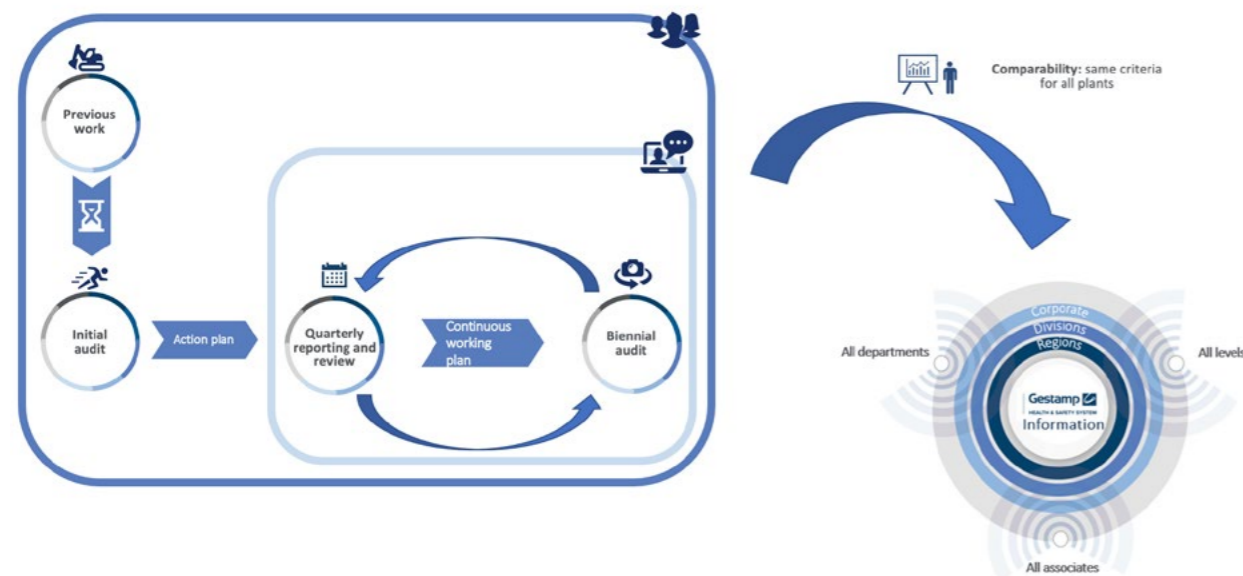 Previous
work
Initial
audit
Action plan
Quarterly
reporting and
review
Continuous
working
plan
Biennial
audit
Comparability: same criteria
for all plants
Corporate
Divisions
Regions
All departments
All levels
Gestamp
HEALTH & SAFETY SYSTEM
Information
All associates